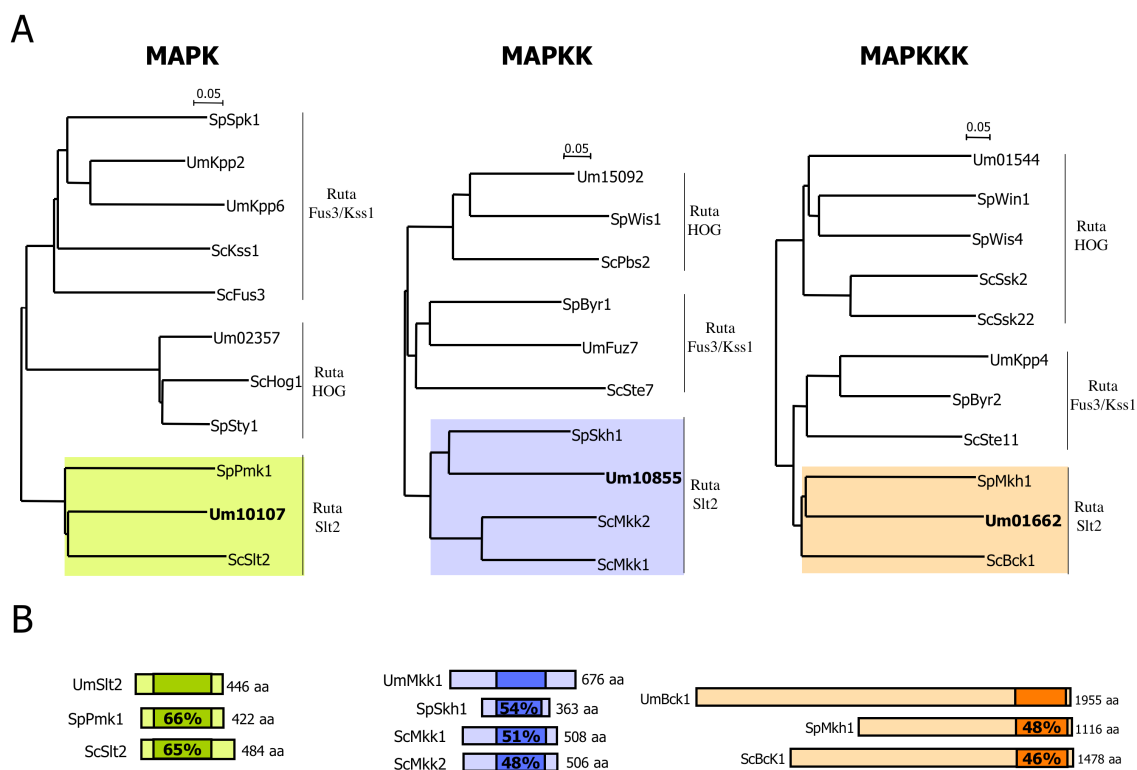 A
MAPK
MAPKK
MAPKKK
0.05
SpSpk1
UmKpp2
UmKpp6
ScKss1
ScFus3
Ruta
Fus3/Kss1
Um02357
ScHog1
SpSty1
Ruta
HOG
SpPmk1
Um10107
ScSlt2
Ruta
Slt2
0.05
Um15092
SpWis1
ScPbs2
Ruta
HOG
SpByr1
UmFuz7
ScSte7
Ruta
Fus3/Kss1
SpSkh1
Um10855
ScMkk2
ScMkk1
Ruta
Slt2
0.05
Um01544
SpWin1
SpWis4
ScSsk2
ScSsk22
Ruta
HOG
UmKpp4
SpByr2
ScSte11
Ruta
Fus3/Kss1
SpMkh1
Um01662
ScBck1
Ruta
Slt2
B
UmSlt2 446 aa
SpPmk1 66% 422 aa
ScSlt2 65% 484 aa
UmMkk1 676 aa
SpSkh1 54% 363 aa
ScMkk1 51% 508 aa
ScMkk2 48% 506 aa
UmBck1 1955 aa
SpMkh1 48% 1116 aa
ScBcK1 46% 1478 aa